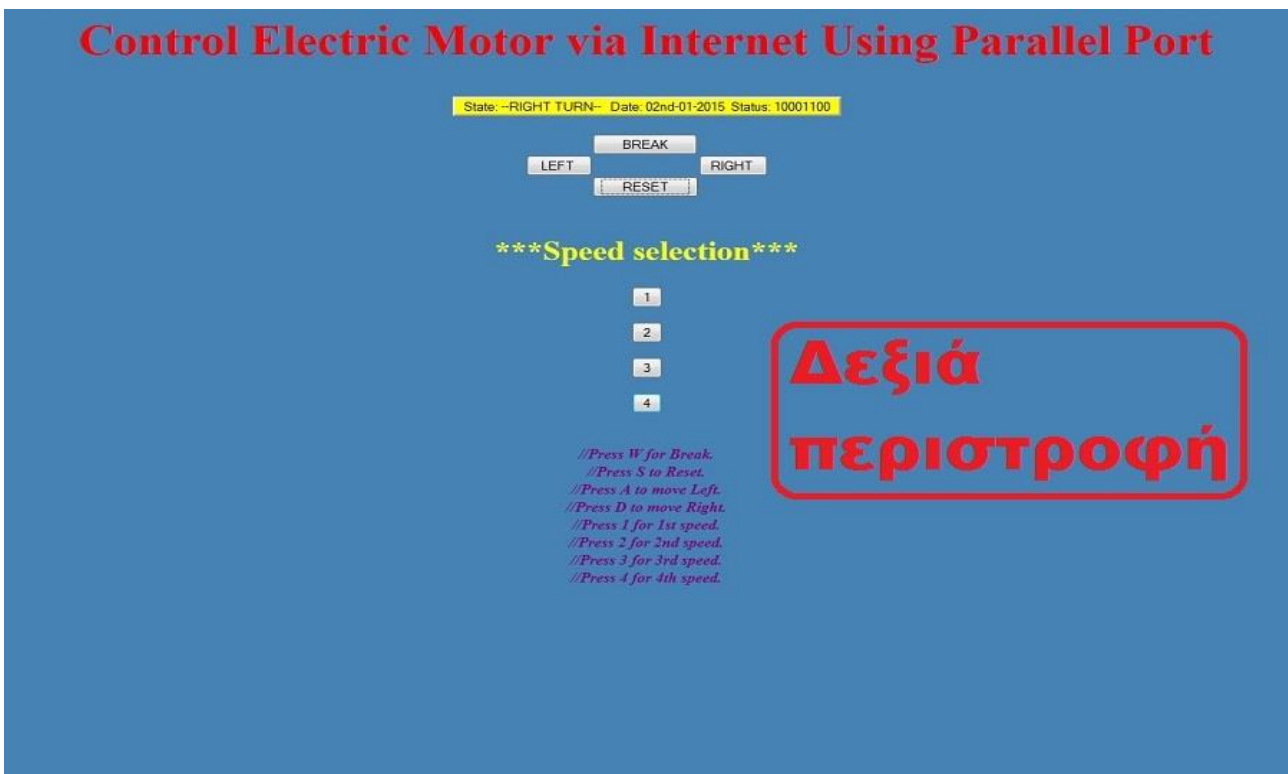 Control Electric Motor via Internet Using Parallel Port
State: --RIGHT TURN-- Date: 02nd-01-2015 Status: 10001100
BREAK
LEFT RIGHT
RESET
***Speed selection***
1
2
3
4
Δεξιά
περιστροφή
//Press W for Break.
//Press S to Reset.
//Press A to move Left.
//Press D to move Right.
//Press 1 for 1st speed.
//Press 2 for 2nd speed.
//Press 3 for 3rd speed.
//Press 4 for 4th speed.